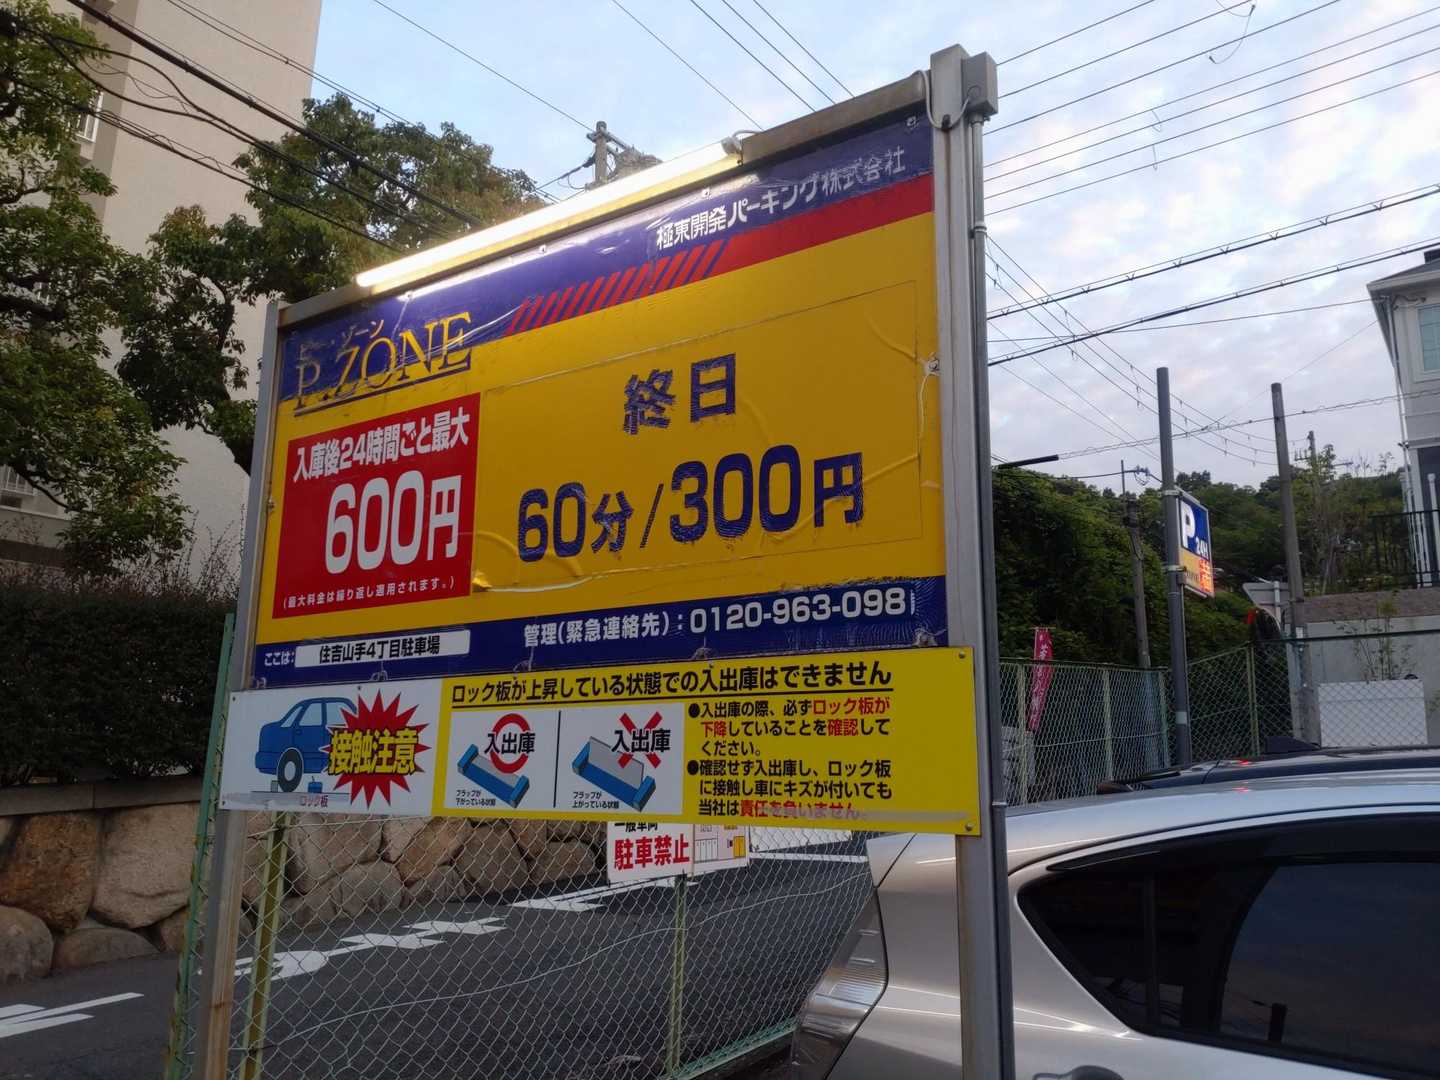 極東開発パーキング株式会社
ピー・ゾーン
P.ZONE
入庫後24時間ごと最大
600円
(最大料金は繰り返し適用されます。)
終日
60分/300円
ここは:
住吉山手4丁目駐車場
管理(緊急連絡先): 0120-963-098
接触注意
ロック板
ロック板が上昇している状態での入出庫はできません
入出庫
フラップが
下がっている状態
入出庫
フラップが
上がっている状態
●入出庫の際、必ずロック板が
下降していることを確認して
ください。
●確認せず入出庫し、ロック板
に接触し車にキズが付いても
当社は責任を負いません。
一般車両
駐車禁止
P
24H